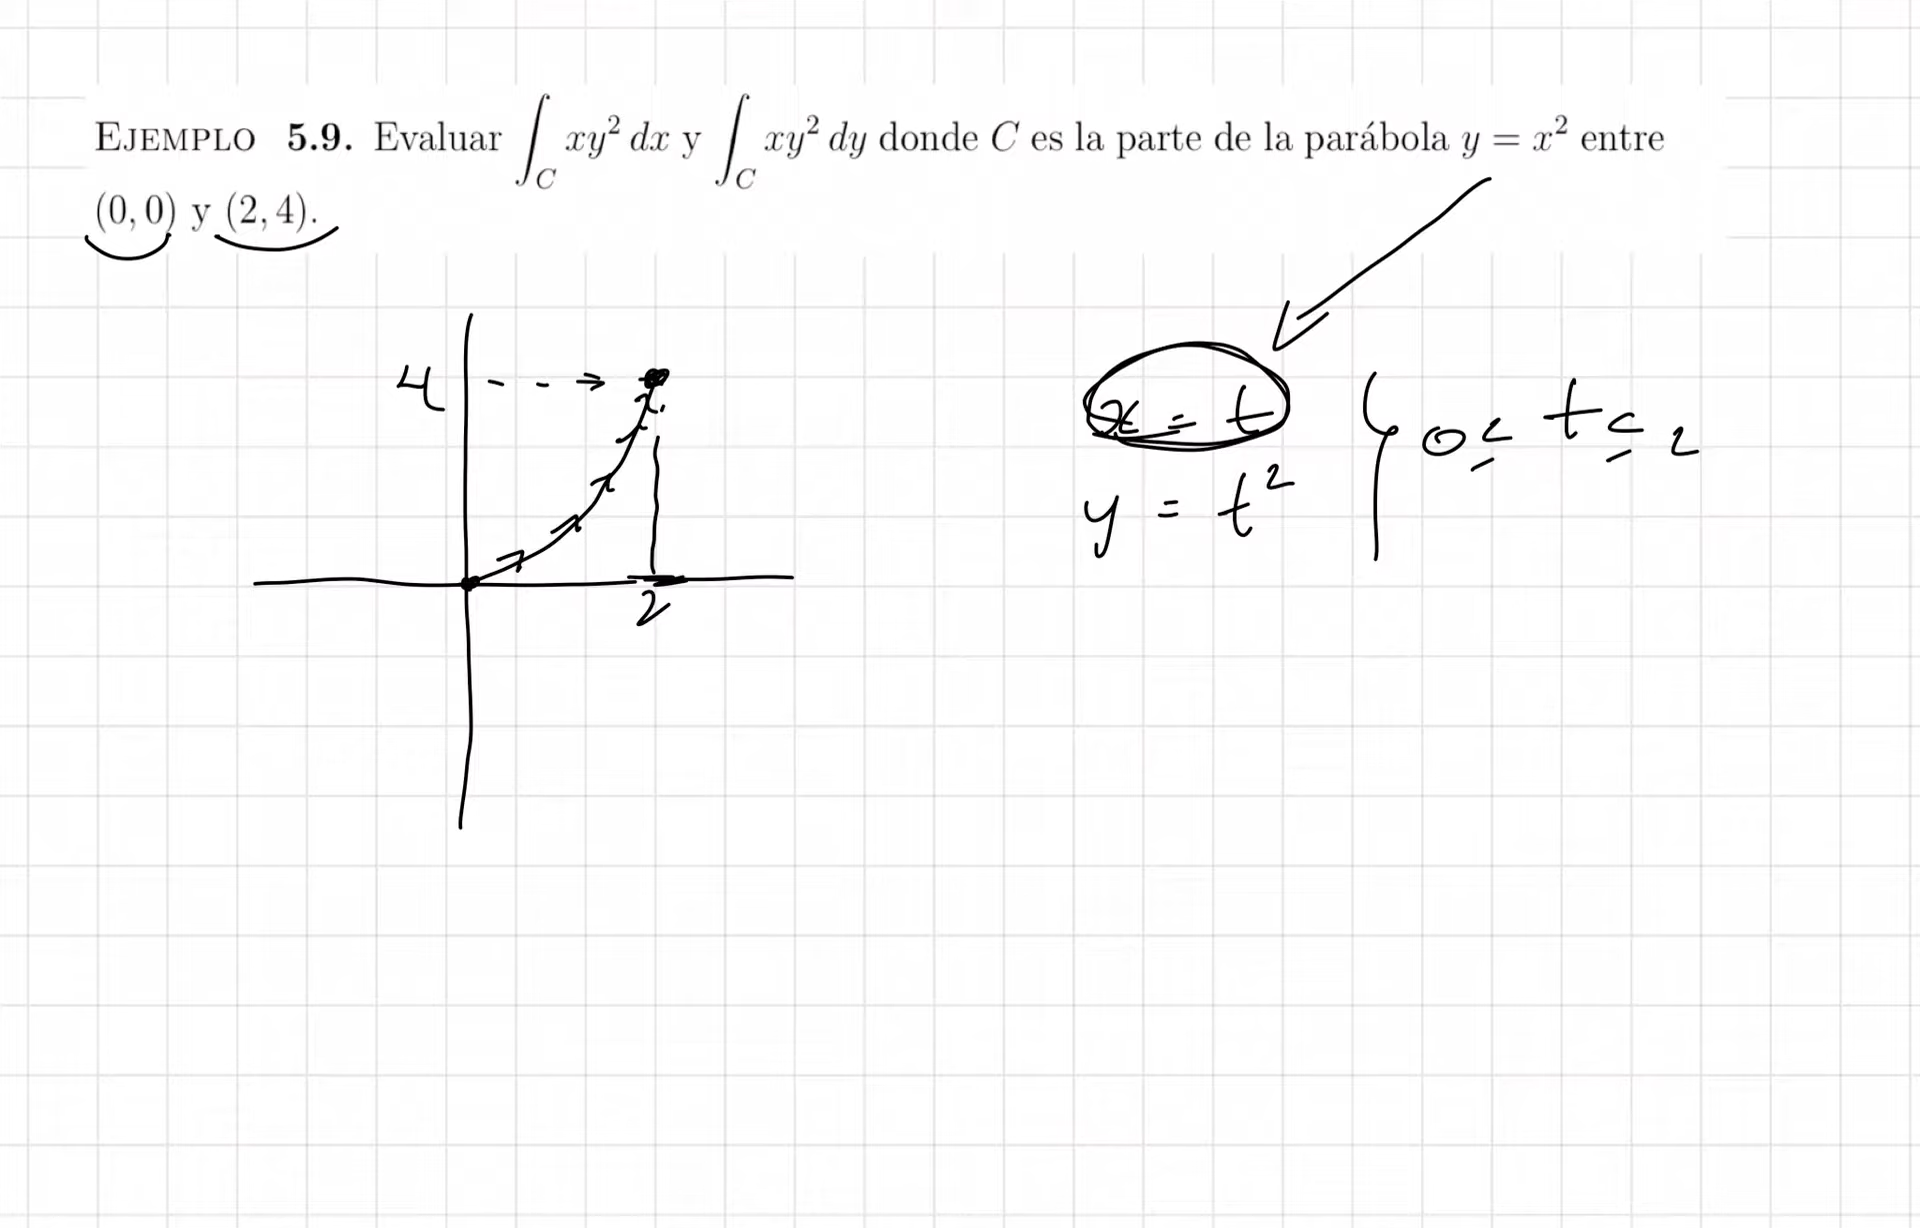 EJEMPLO 5.9. Evaluar ∫_C xy² dx y ∫_C xy² dy donde C es la parte de la parábola y = x² entre
(0, 0) y (2, 4).
4
2
x = t
y = t²
0 ≤ t ≤ 2